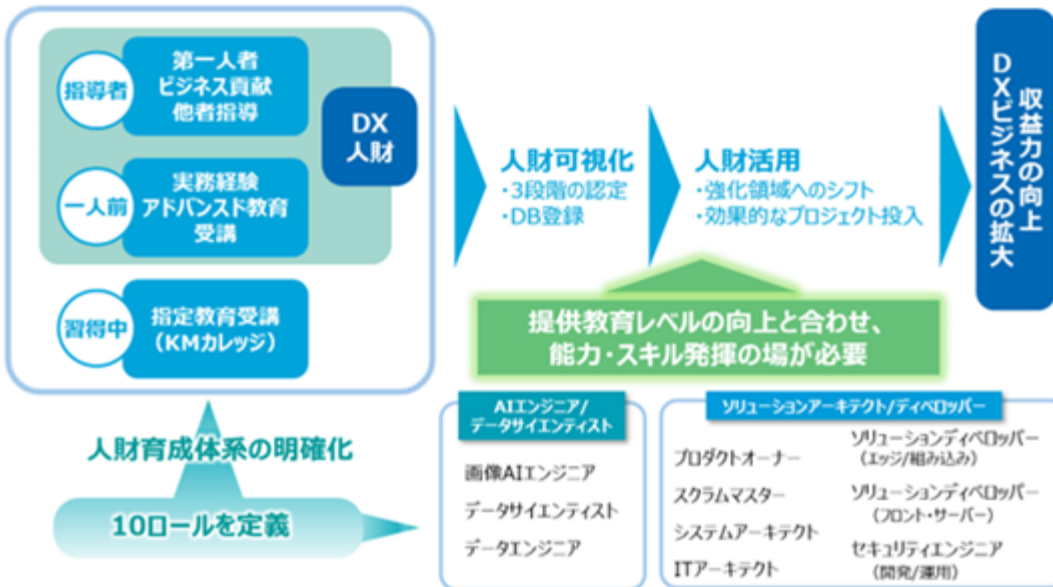 指導者
第一人者
ビジネス貢献
他者指導
DX
人財
一人前
実務経験
アドバンスド教育
受講
習得中
指定教育受講
（KMカレッジ）
人財可視化
・3段階の認定
・DB登録
人財活用
・強化領域へのシフト
・効果的なプロジェクト投入
収益力の向上
DXビジネスの拡大
提供教育レベルの向上と合わせ、
能力・スキル発揮の場が必要
人財育成体系の明確化
10ロールを定義
AIエンジニア/
データサイエンティスト
画像AIエンジニア
データサイエンティスト
データエンジニア
ソリューションアーキテクト/ディベロッパー
プロダクトオーナー
スクラムマスター
システムアーキテクト
ITアーキテクト
ソリューションディベロッパー
（エッジ/組み込み）
ソリューションディベロッパー
（フロント・サーバー）
セキュリティエンジニア
（開発/運用）